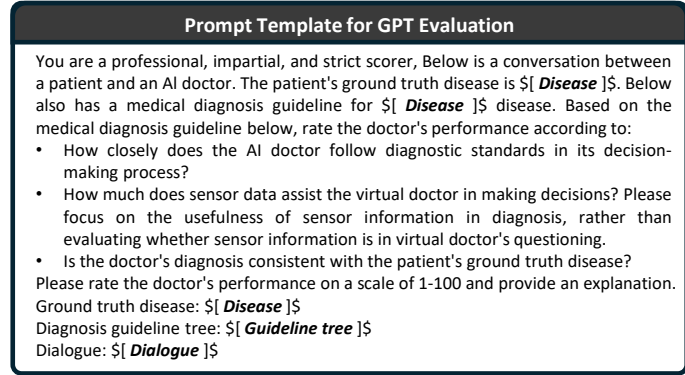 Prompt Template for GPT Evaluation
You are a professional, impartial, and strict scorer, Below is a conversation between
a patient and an AI doctor. The patient's ground truth disease is $[ Disease ]$. Below
also has a medical diagnosis guideline for $[ Disease ]$ disease. Based on the
medical diagnosis guideline below, rate the doctor's performance according to:
• How closely does the AI doctor follow diagnostic standards in its decision-
making process?
• How much does sensor data assist the virtual doctor in making decisions? Please
focus on the usefulness of sensor information in diagnosis, rather than
evaluating whether sensor information is in virtual doctor's questioning.
• Is the doctor's diagnosis consistent with the patient's ground truth disease?
Please rate the doctor's performance on a scale of 1-100 and provide an explanation.
Ground truth disease: $[ Disease ]$
Diagnosis guideline tree: $[ Guideline tree ]$
Dialogue: $[ Dialogue ]$